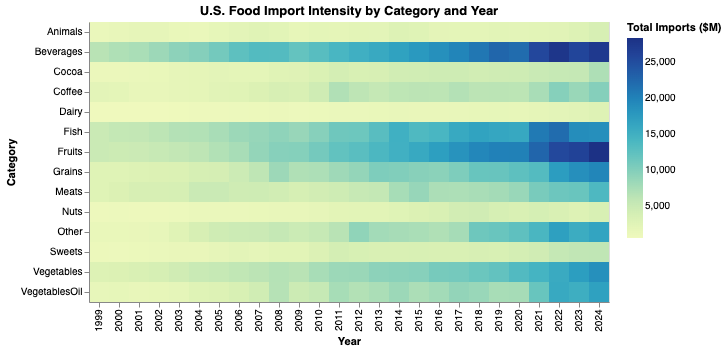 U.S. Food Import Intensity by Category and Year
Total Imports ($M)
Category
Animals
Beverages
Cocoa
Coffee
Dairy
Fish
Fruits
Grains
Meats
Nuts
Other
Sweets
Vegetables
VegetablesOil
25,000
20,000
15,000
10,000
5,000
1999
2000
2001
2002
2003
2004
2005
2006
2007
2008
2009
2010
2011
2012
2013
2014
2015
2016
2017
2018
2019
2020
2021
2022
2023
2024
Year